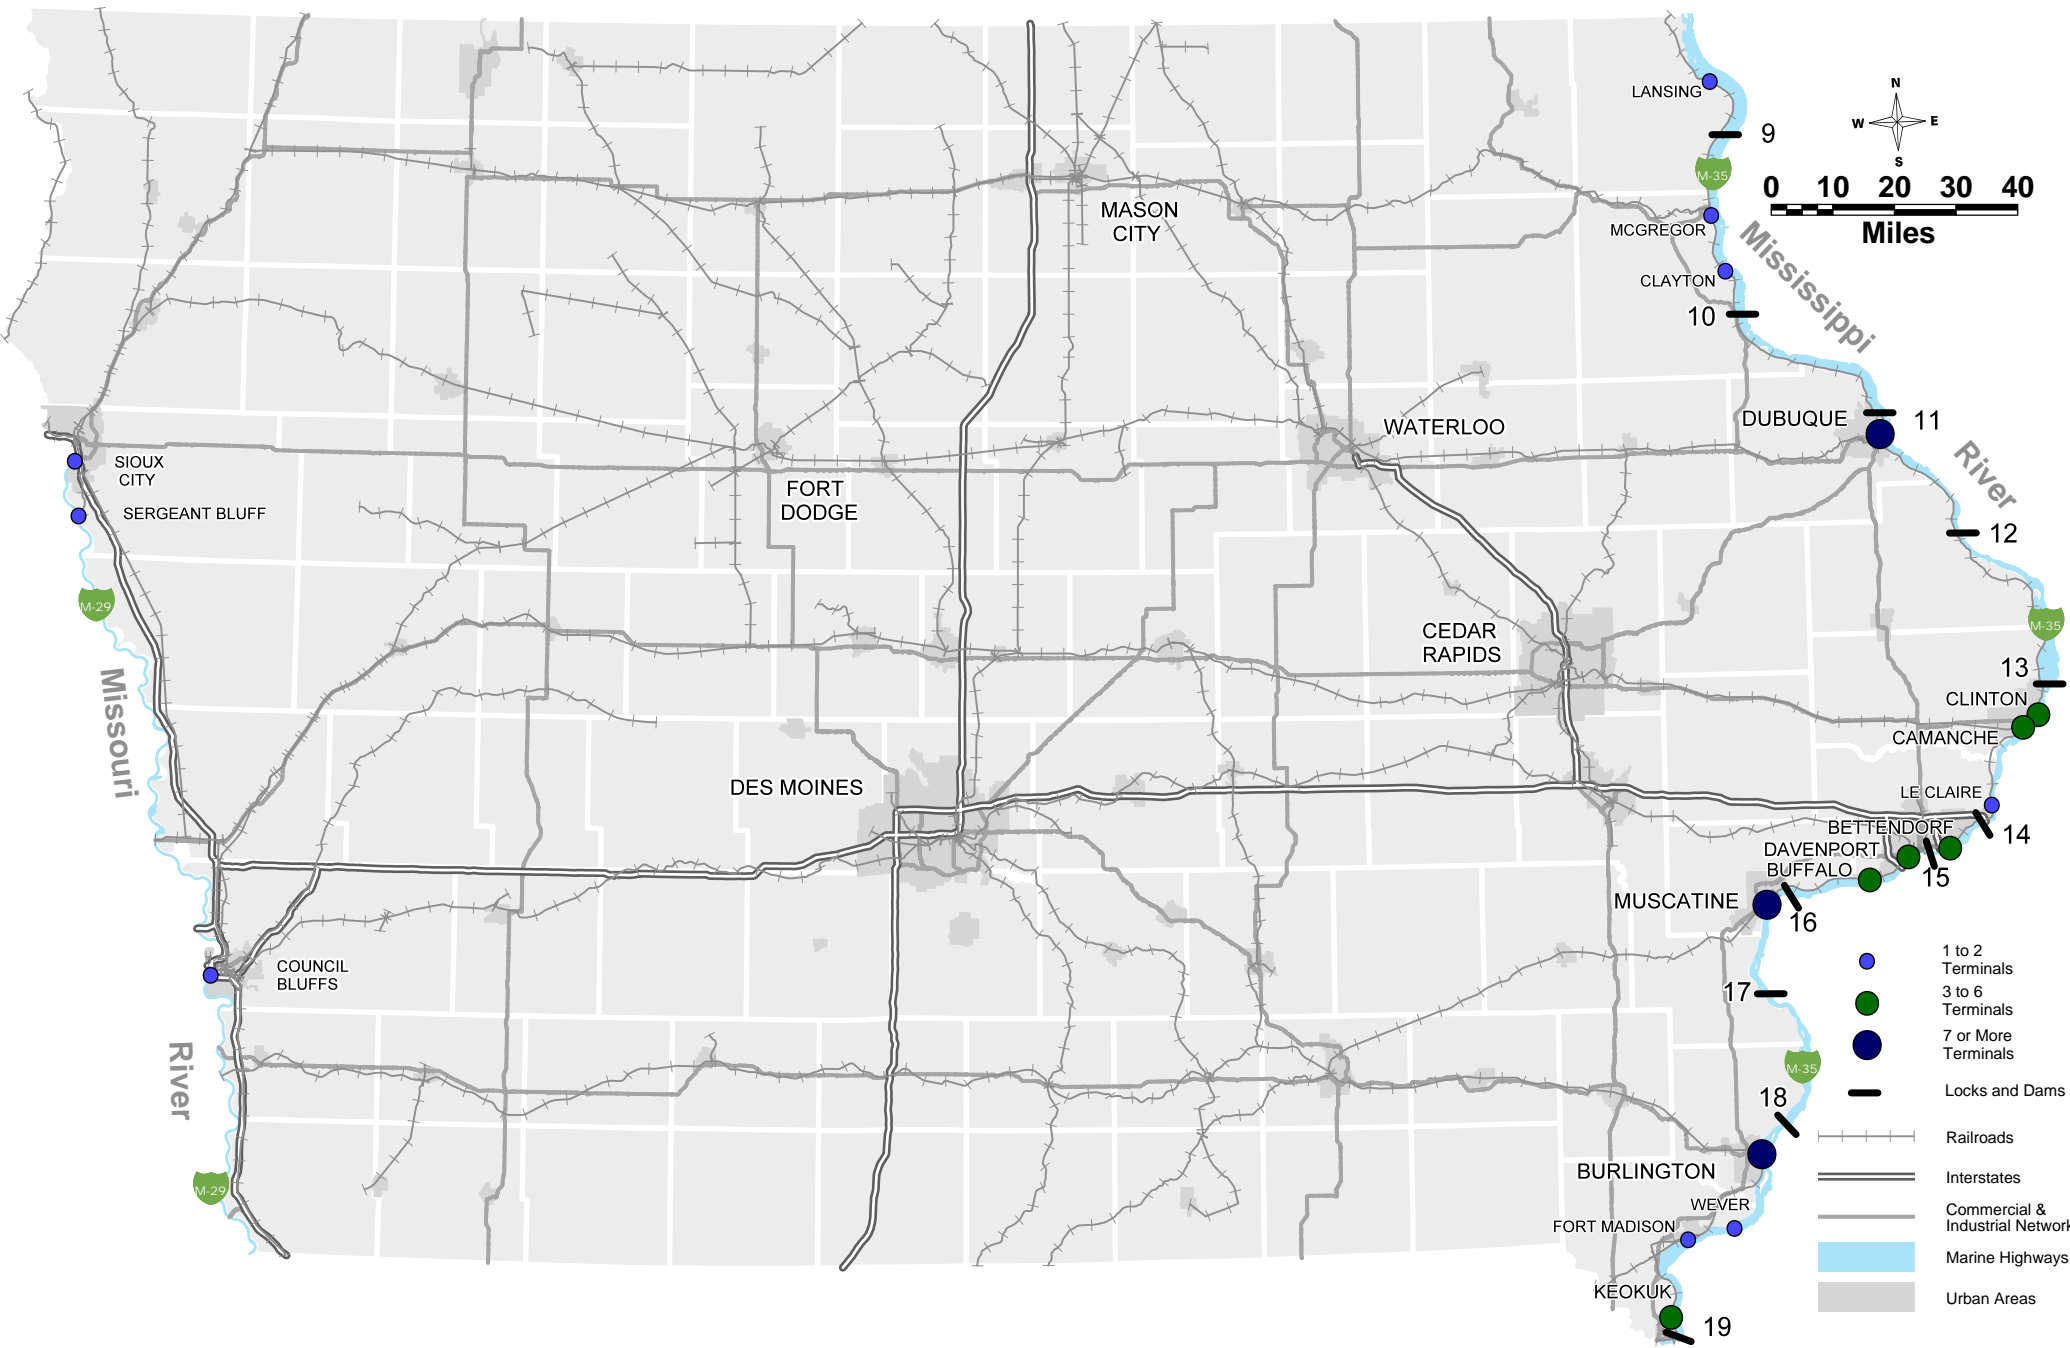 LANSING
9
N
W
E
S
M-35
0 10 20 30 40
Miles
MCGREGOR
MASON
CITY
CLAYTON
10
Mississippi
River
DUBUQUE
11
WATERLOO
SIOUX
CITY
FORT
DODGE
SERGEANT BLUFF
12
M-29
M-35
CEDAR
RAPIDS
13
Missouri
CLINTON
CAMANCHE
DES MOINES
LE CLAIRE
BETTENDORF
14
DAVENPORT
BUFFALO
15
MUSCATINE
16
COUNCIL
BLUFFS
17
River
M-35
18
BURLINGTON
M-29
WEVER
FORT MADISON
KEOKUK
19
1 to 2
Terminals
3 to 6
Terminals
7 or More
Terminals
Locks and Dams
Railroads
Interstates
Commercial &
Industrial Network
Marine Highways
Urban Areas